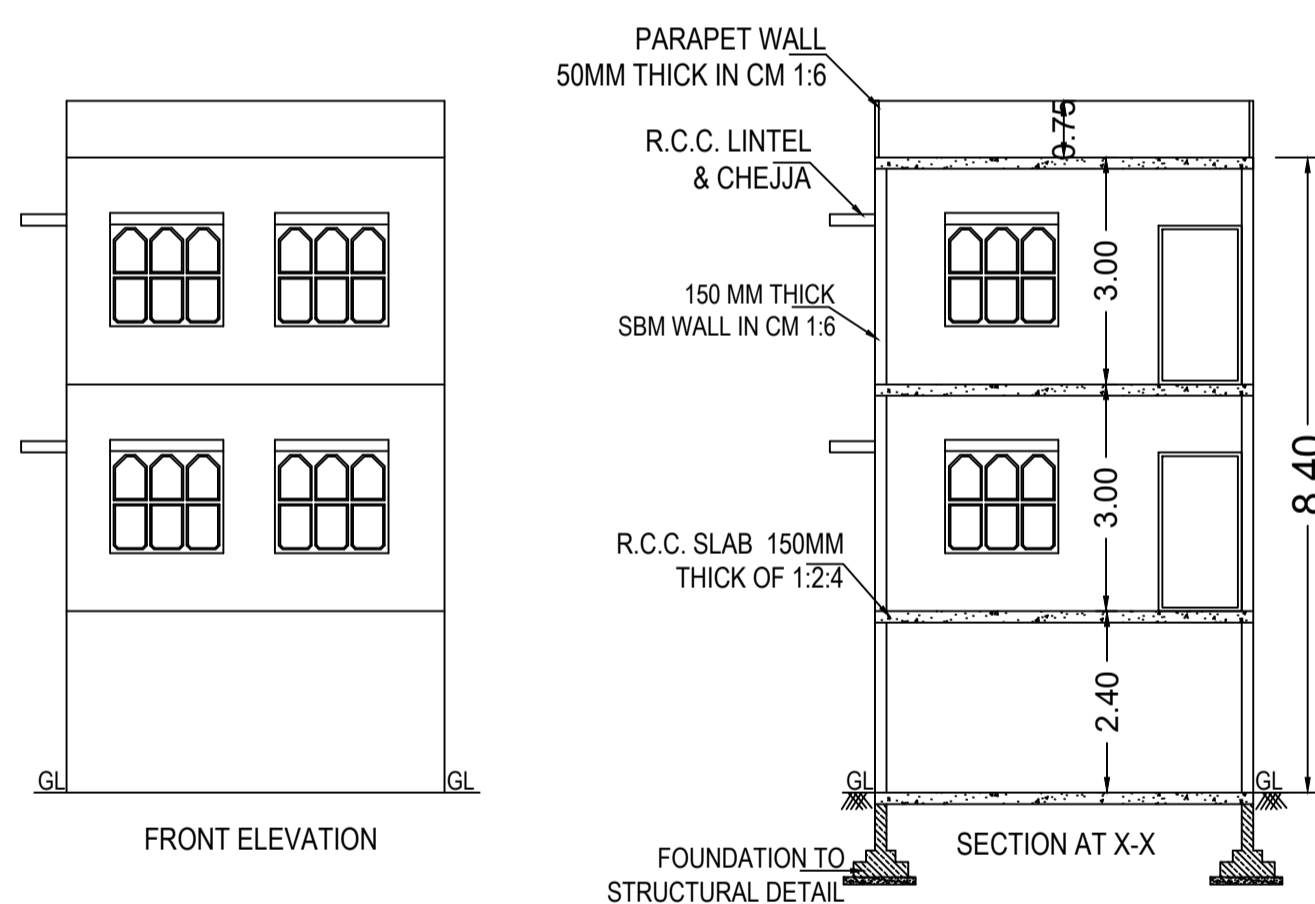 PARAPET WALL
50MM THICK IN CM 1:6
0.75
R.C.C. LINTEL
& CHEJJA
3.00
150 MM THICK
SBM WALL IN CM 1:6
8.40
3.00
R.C.C. SLAB 150MM
THICK OF 1:2:4
2.40
GL
GL
GL
GL
FRONT ELEVATION
SECTION AT X-X
FOUNDATION TO
STRUCTURAL DETAIL